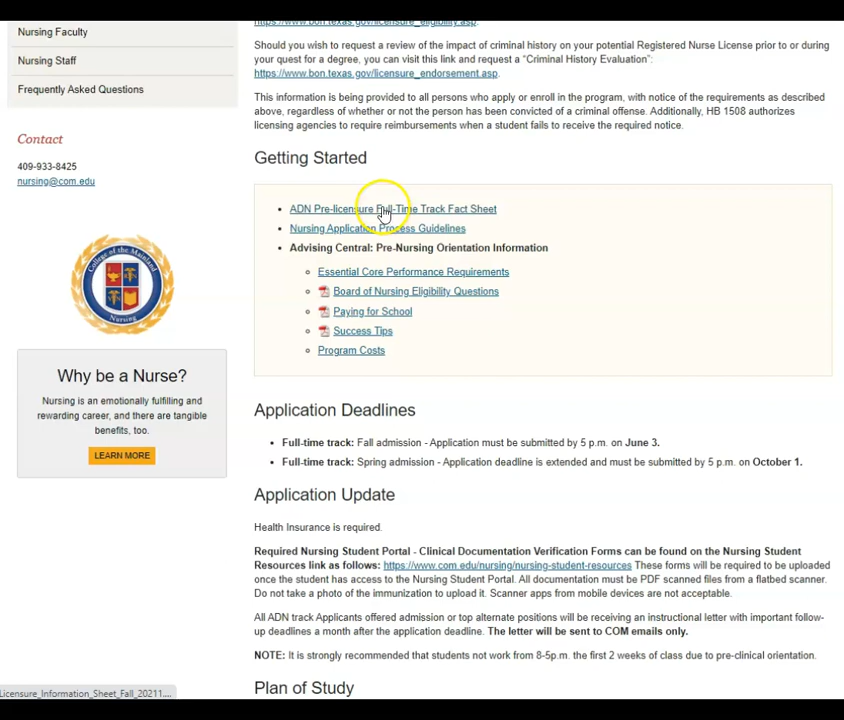 Nursing Faculty
Nursing Staff
Frequently Asked Questions
Contact
409-933-8425
nursing@com.edu
College of the Mainland
Nursing
Why be a Nurse?
Nursing is an emotionally fulfilling and
rewarding career, and there are tangible
benefits, too.
LEARN MORE
https://www.bon.texas.gov/licensure_eligibility.asp.
Should you wish to request a review of the impact of criminal history on your potential Registered Nurse License prior to or during
your quest for a degree, you can visit this link and request a “Criminal History Evaluation”:
https://www.bon.texas.gov/licensure_endorsement.asp.
This information is being provided to all persons who apply or enroll in the program, with notice of the requirements as described
above, regardless of whether or not the person has been convicted of a criminal offense. Additionally, HB 1508 authorizes
licensing agencies to require reimbursements when a student fails to receive the required notice.
Getting Started
• ADN Pre-licensure Full-Time Track Fact Sheet
• Nursing Application Process Guidelines
• Advising Central: Pre-Nursing Orientation Information
Essential Core Performance Requirements
Board of Nursing Eligibility Questions
Paying for School
Success Tips
Program Costs
Application Deadlines
• Full-time track: Fall admission - Application must be submitted by 5 p.m. on June 3.
• Full-time track: Spring admission - Application deadline is extended and must be submitted by 5 p.m. on October 1.
Application Update
Health Insurance is required.
Required Nursing Student Portal - Clinical Documentation Verification Forms can be found on the Nursing Student
Resources link as follows: https://www.com.edu/nursing/nursing-student-resources These forms will be required to be uploaded
once the student has access to the Nursing Student Portal. All documentation must be PDF scanned files from a flatbed scanner.
Do not take a photo of the immunization to upload it. Scanner apps from mobile devices are not acceptable.
All ADN track Applicants offered admission or top alternate positions will be receiving an instructional letter with important follow-
up deadlines a month after the application deadline. The letter will be sent to COM emails only.
NOTE: It is strongly recommended that students not work from 8-5p.m. the first 2 weeks of class due to pre-clinical orientation.
Plan of Study
Licensure_Information_Sheet_Fall_20211....